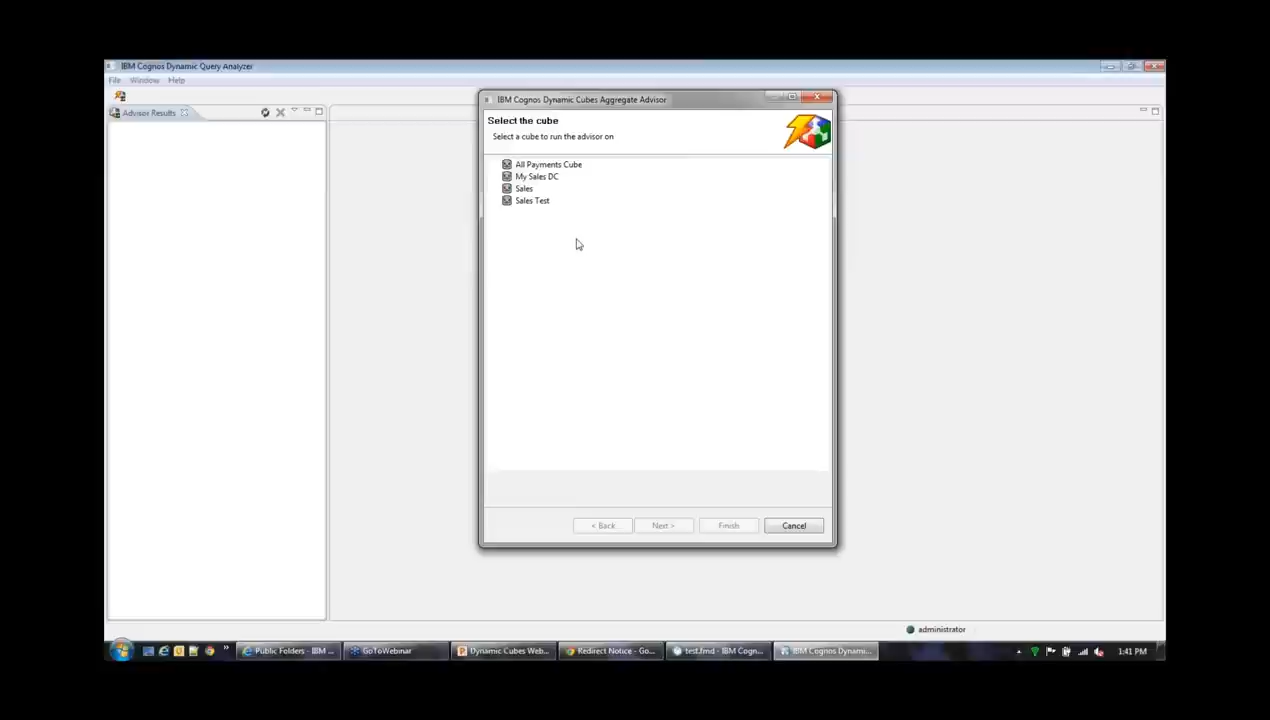 IBM Cognos Dynamic Query Analyzer
File Window Help
Advisor Results
IBM Cognos Dynamic Cubes Aggregate Advisor
Select the cube
Select a cube to run the advisor on
All Payments Cube
My Sales DC
Sales
Sales Test
< Back Next > Finish Cancel
administrator
Public Folders - IBM ... GoToWebinar Dynamic Cubes Web... Redirect Notice - Go... test.fmd - IBM Cogn... IBM Cognos Dynami... 1:41 PM